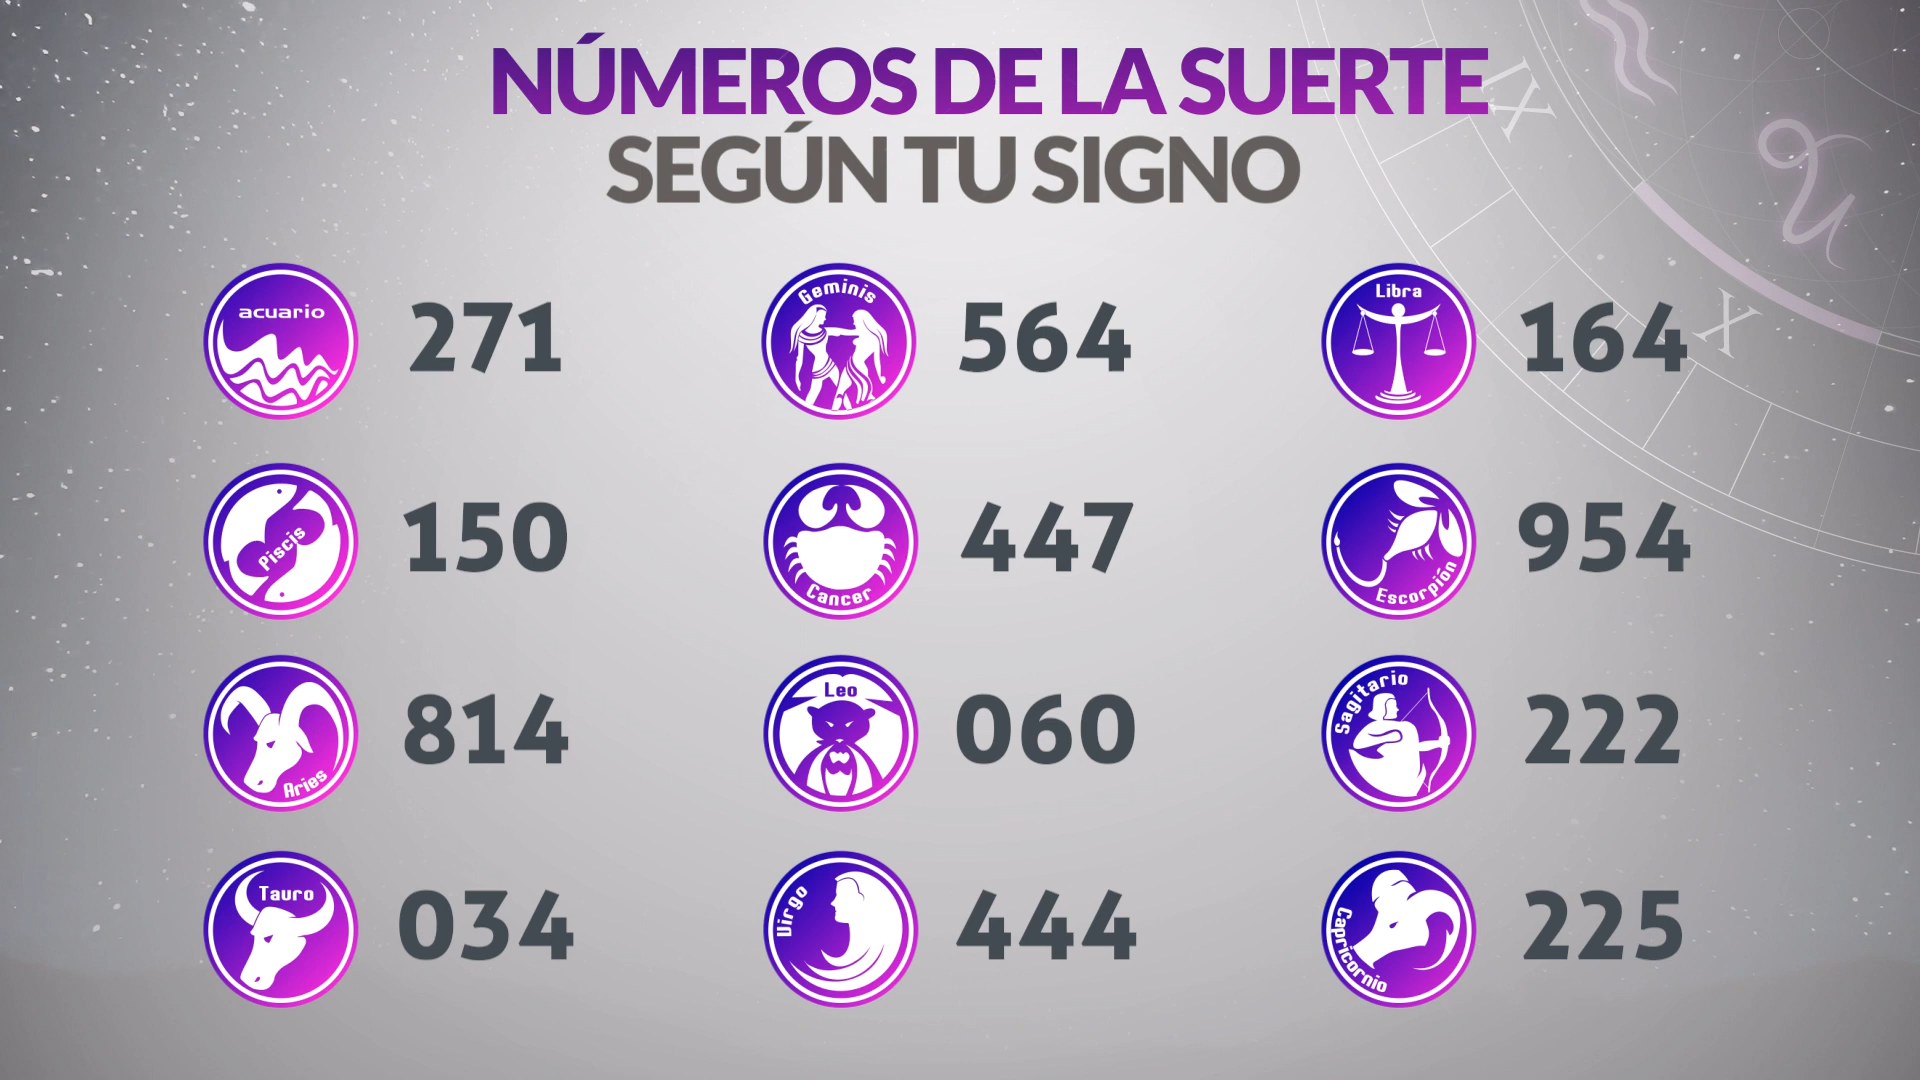 NÚMEROS DE LA SUERTE
SEGÚN TU SIGNO
acuario 271
Geminis 564
Libra 164
Piscis 150
Cancer 447
Escorpión 954
Aries 814
Leo 060
Sagitario 222
Tauro 034
Virgo 444
Capricornio 225
X
X